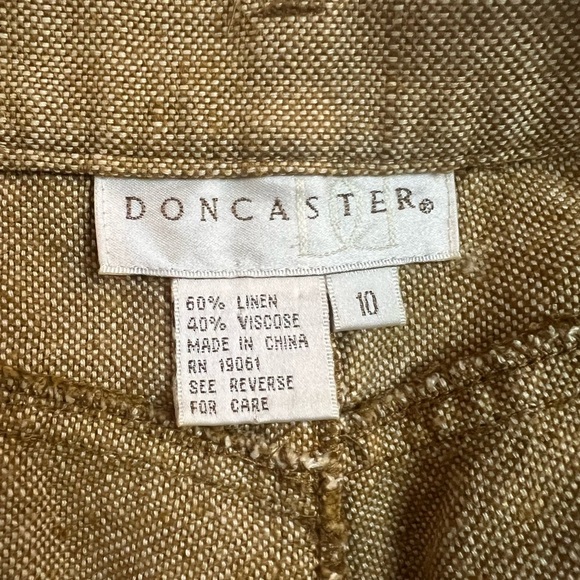 DONCASTER®
10
60% LINEN
40% VISCOSE
MADE IN CHINA
RN 19061
SEE REVERSE
FOR CARE